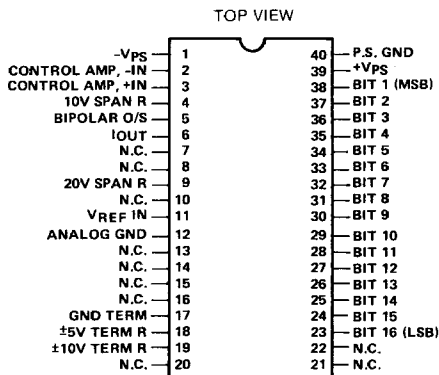 TOP VIEW
-VPS 1 40 P.S. GND
CONTROL AMP, -IN 2 39 +VPS
CONTROL AMP, +IN 3 38 BIT 1 (MSB)
10V SPAN R 4 37 BIT 2
BIPOLAR O/S 5 36 BIT 3
IOUT 6 35 BIT 4
N.C. 7 34 BIT 5
N.C. 8 33 BIT 6
20V SPAN R 9 32 BIT 7
N.C. 10 31 BIT 8
VREF IN 11 30 BIT 9
ANALOG GND 12 29 BIT 10
N.C. 13 28 BIT 11
N.C. 14 27 BIT 12
N.C. 15 26 BIT 13
N.C. 16 25 BIT 14
GND TERM 17 24 BIT 15
±5V TERM R 18 23 BIT 16 (LSB)
±10V TERM R 19 22 N.C.
N.C. 20 21 N.C.